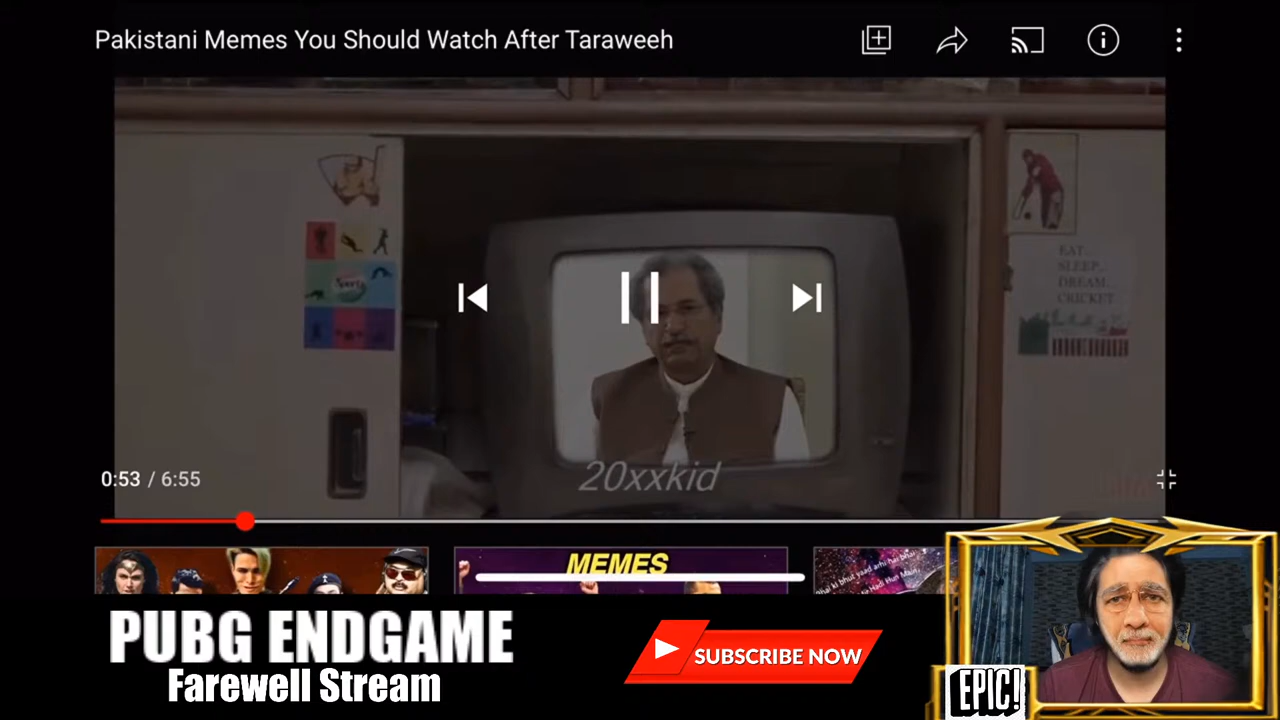 Pakistani Memes You Should Watch After Taraweeh
Sports
EAT..
SLEEP..
DREAM..
CRICKET..
20xxkid
0:53 / 6:55
MEMES
PUBG ENDGAME
Farewell Stream
SUBSCRIBE NOW
EPIC!